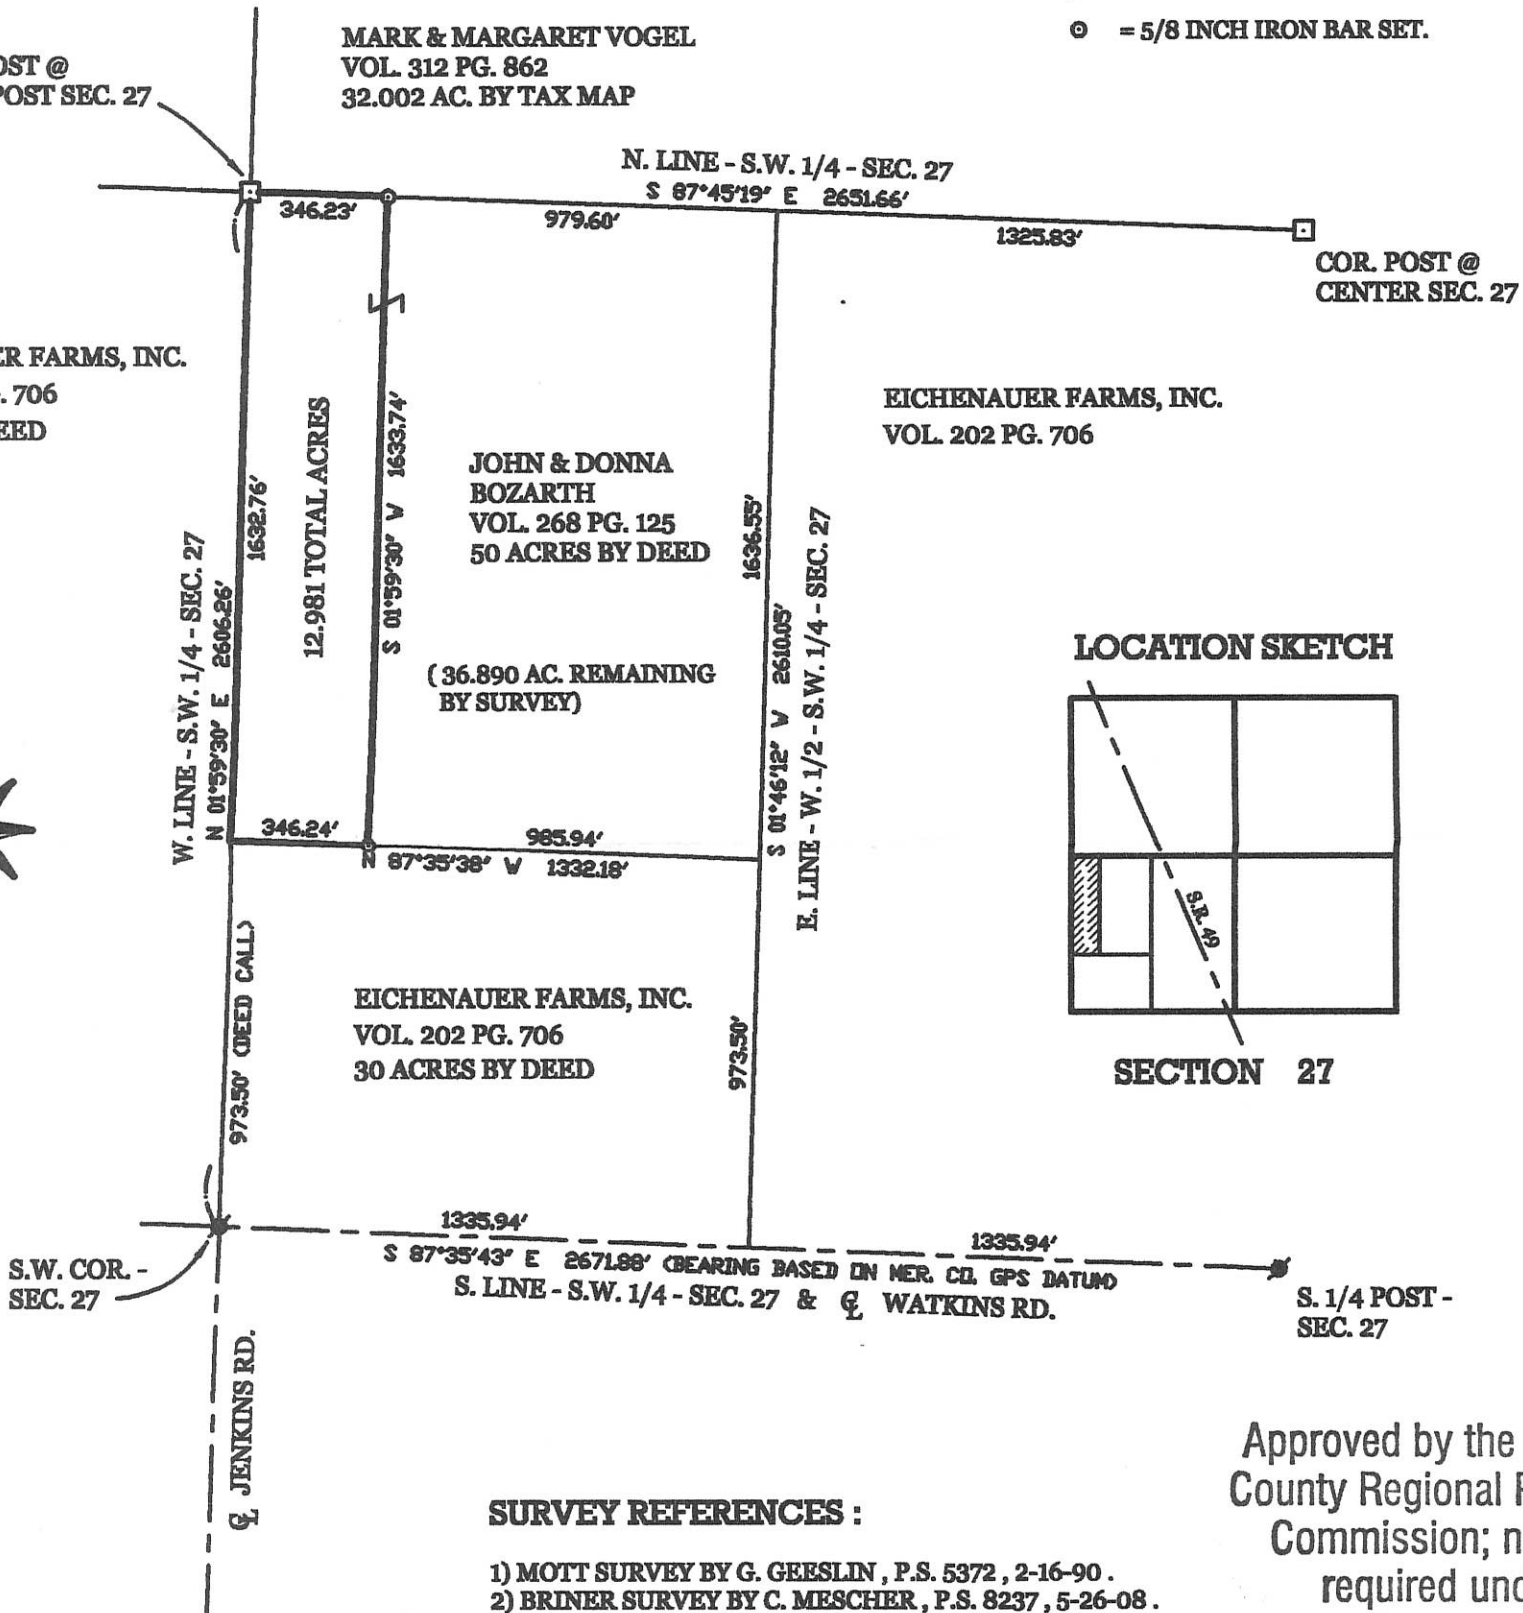 MARK & MARGARET VOGEL
VOL. 312 PG. 862
32.002 AC. BY TAX MAP
⊙ = 5/8 INCH IRON BAR SET.
OST @
POST SEC. 27
N. LINE - S.W. 1/4 - SEC. 27
S 87°45'19" E 2651.66'
346.23'
979.60'
1325.83'
COR. POST @
CENTER SEC. 27
ER FARMS, INC.
. 706
EED
EICHENAUER FARMS, INC.
VOL. 202 PG. 706
W. LINE - S.W. 1/4 - SEC. 27
N 01°59'30" E 2606.26'
1632.76'
12.981 TOTAL ACRES
S 01°59'30" W 1633.74'
JOHN & DONNA
BOZARTH
VOL. 268 PG. 125
50 ACRES BY DEED
( 36.890 AC. REMAINING
BY SURVEY)
1636.55'
S 01°46'12" W 2610.05'
E. LINE - W. 1/2 - S.W. 1/4 - SEC. 27
LOCATION SKETCH
S.R. 49
SECTION 27
346.24'
985.94'
N 87°35'38" W 1332.18'
973.50' (DEED CALL)
EICHENAUER FARMS, INC.
VOL. 202 PG. 706
30 ACRES BY DEED
973.50'
1335.94'
1335.94'
S 87°35'43" E 2671.88' (BEARING BASED ON MER. CO. GPS DATUM)
S. LINE - S.W. 1/4 - SEC. 27 & ℄ WATKINS RD.
S.W. COR. -
SEC. 27
S. 1/4 POST -
SEC. 27
℄ JENKINS RD.
SURVEY REFERENCES :
1) MOTT SURVEY BY G. GEESLIN , P.S. 5372 , 2-16-90 .
2) BRINER SURVEY BY C. MESCHER , P.S. 8237 , 5-26-08 .
Approved by the
County Regional P
Commission; n
required und